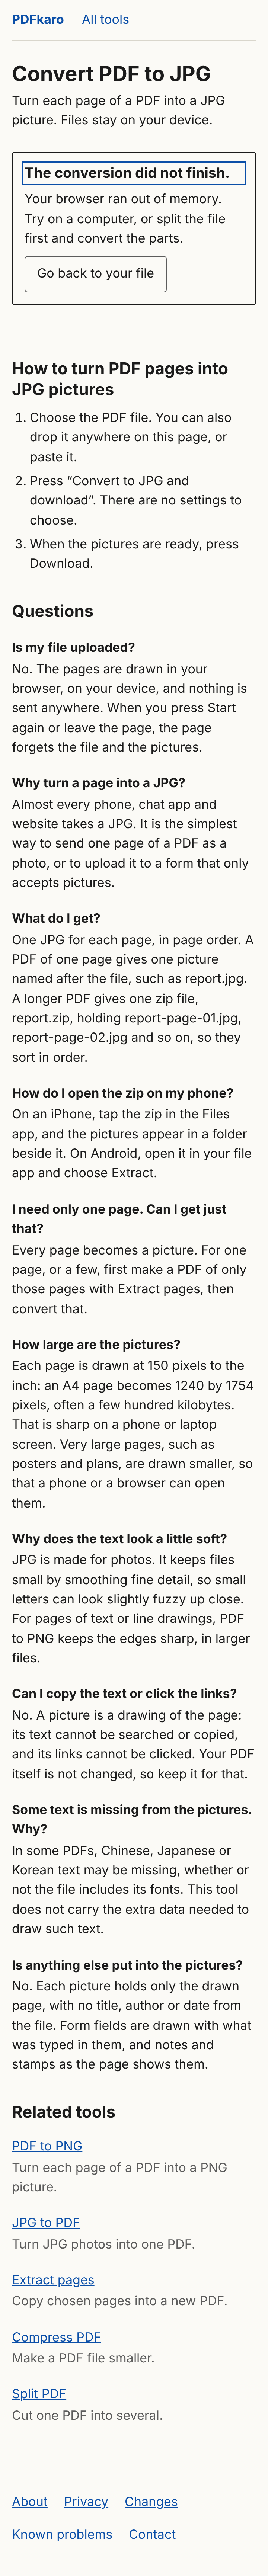 PDFkaro All tools
Convert PDF to JPG
Turn each page of a PDF into a JPG
picture. Files stay on your device.
The conversion did not finish.
Your browser ran out of memory.
Try on a computer, or split the file
first and convert the parts.
Go back to your file
How to turn PDF pages into
JPG pictures
1. Choose the PDF file. You can also
drop it anywhere on this page, or
paste it.
2. Press “Convert to JPG and
download”. There are no settings to
choose.
3. When the pictures are ready, press
Download.
Questions
Is my file uploaded?
No. The pages are drawn in your
browser, on your device, and nothing is
sent anywhere. When you press Start
again or leave the page, the page
forgets the file and the pictures.
Why turn a page into a JPG?
Almost every phone, chat app and
website takes a JPG. It is the simplest
way to send one page of a PDF as a
photo, or to upload it to a form that only
accepts pictures.
What do I get?
One JPG for each page, in page order. A
PDF of one page gives one picture
named after the file, such as report.jpg.
A longer PDF gives one zip file,
report.zip, holding report-page-01.jpg,
report-page-02.jpg and so on, so they
sort in order.
How do I open the zip on my phone?
On an iPhone, tap the zip in the Files
app, and the pictures appear in a folder
beside it. On Android, open it in your file
app and choose Extract.
I need only one page. Can I get just
that?
Every page becomes a picture. For one
page, or a few, first make a PDF of only
those pages with Extract pages, then
convert that.
How large are the pictures?
Each page is drawn at 150 pixels to the
inch: an A4 page becomes 1240 by 1754
pixels, often a few hundred kilobytes.
That is sharp on a phone or laptop
screen. Very large pages, such as
posters and plans, are drawn smaller, so
that a phone or a browser can open
them.
Why does the text look a little soft?
JPG is made for photos. It keeps files
small by smoothing fine detail, so small
letters can look slightly fuzzy up close.
For pages of text or line drawings, PDF
to PNG keeps the edges sharp, in larger
files.
Can I copy the text or click the links?
No. A picture is a drawing of the page:
its text cannot be searched or copied,
and its links cannot be clicked. Your PDF
itself is not changed, so keep it for that.
Some text is missing from the pictures.
Why?
In some PDFs, Chinese, Japanese or
Korean text may be missing, whether or
not the file includes its fonts. This tool
does not carry the extra data needed to
draw such text.
Is anything else put into the pictures?
No. Each picture holds only the drawn
page, with no title, author or date from
the file. Form fields are drawn with what
was typed in them, and notes and
stamps as the page shows them.
Related tools
PDF to PNG
Turn each page of a PDF into a PNG
picture.
JPG to PDF
Turn JPG photos into one PDF.
Extract pages
Copy chosen pages into a new PDF.
Compress PDF
Make a PDF file smaller.
Split PDF
Cut one PDF into several.
About Privacy Changes
Known problems Contact